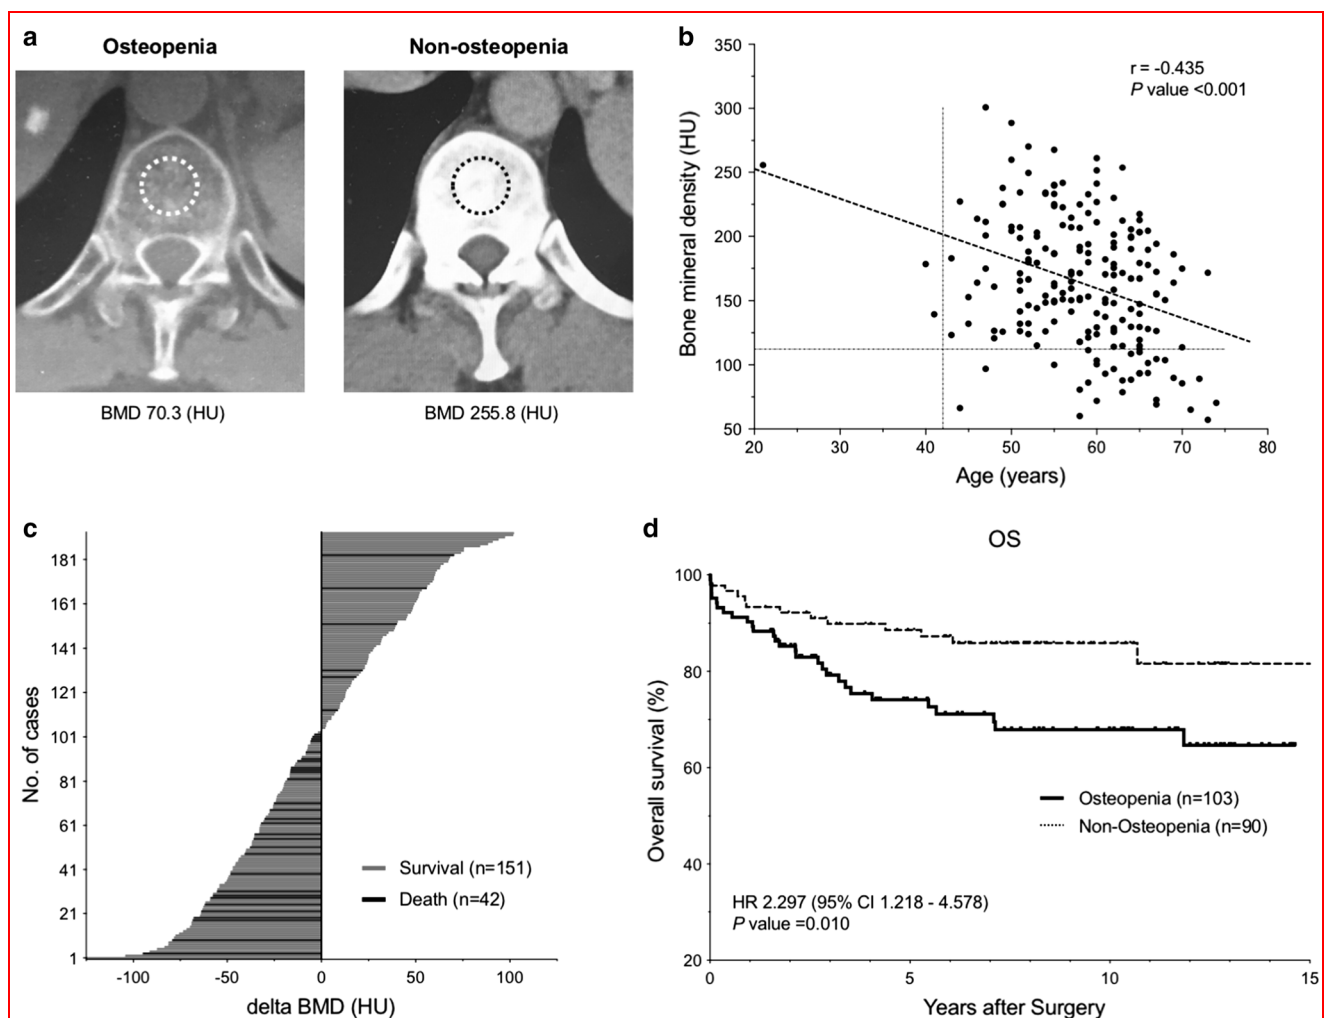 a
Osteopenia
Non-osteopenia
BMD 70.3 (HU)
BMD 255.8 (HU)
b
r = -0.435
P value <0.001
Bone mineral density (HU)
350
300
250
200
150
100
50
20
30
40
50
60
70
80
Age (years)
c
No. of cases
181
161
141
121
101
81
61
41
21
1
-100
-50
0
50
100
delta BMD (HU)
Survival (n=151)
Death (n=42)
d
OS
Overall survival (%)
100
80
60
40
20
0
5
10
15
Years after Surgery
Osteopenia (n=103)
Non-Osteopenia (n=90)
HR 2.297 (95% CI 1.218 - 4.578)
P value =0.010